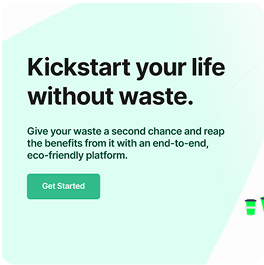 Kickstart your life
without waste.
Give your waste a second chance and reap
the benefits from it with an end-to-end,
eco-friendly platform.
Get Started